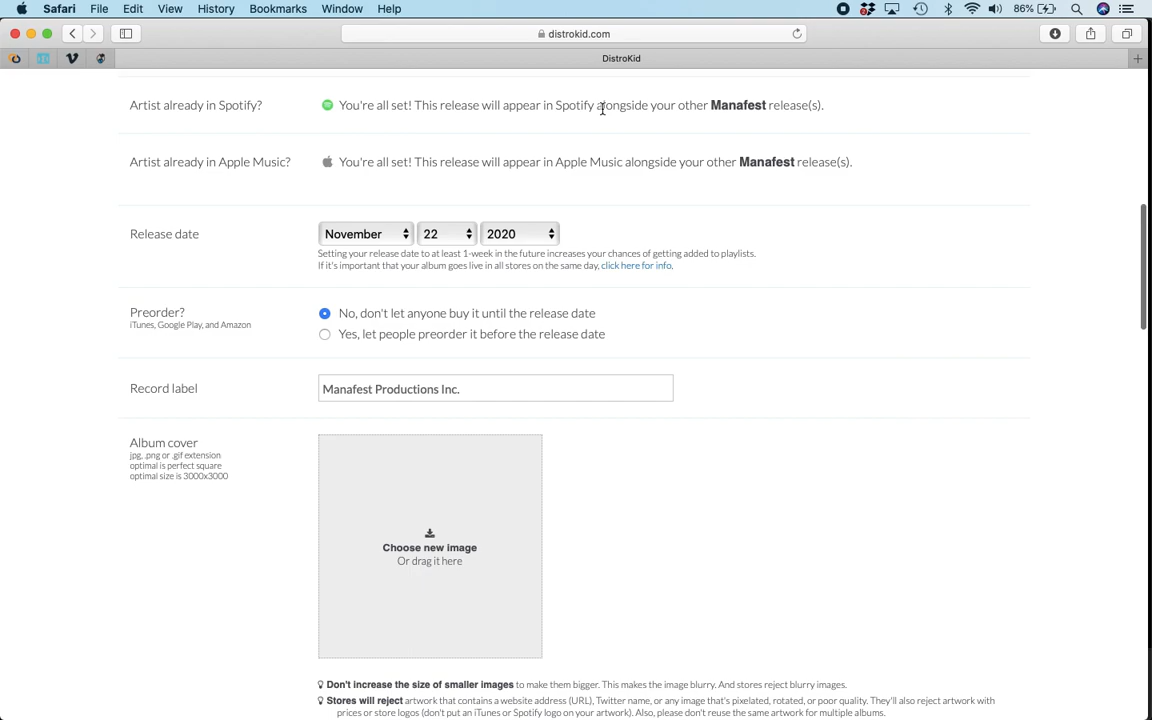 Safari File Edit View History Bookmarks Window Help 86%
distrokid.com
DistroKid
Artist already in Spotify? You're all set! This release will appear in Spotify alongside your other Manafest release(s).
Artist already in Apple Music? You're all set! This release will appear in Apple Music alongside your other Manafest release(s).
Release date November 22 2020
Setting your release date to at least 1-week in the future increases your chances of getting added to playlists.
If it's important that your album goes live in all stores on the same day, click here for info.
Preorder? No, don't let anyone buy it until the release date
iTunes, Google Play, and Amazon
Yes, let people preorder it before the release date
Record label Manafest Productions Inc.
Album cover
jpg, .png or .gif extension
optimal is perfect square
optimal size is 3000x3000
Choose new image
Or drag it here
Don't increase the size of smaller images to make them bigger. This makes the image blurry. And stores reject blurry images.
Stores will reject artwork that contains a website address (URL), Twitter name, or any image that's pixelated, rotated, or poor quality. They'll also reject artwork with
prices or store logos (don't put an iTunes or Spotify logo on your artwork). Also, please don't reuse the same artwork for multiple albums.